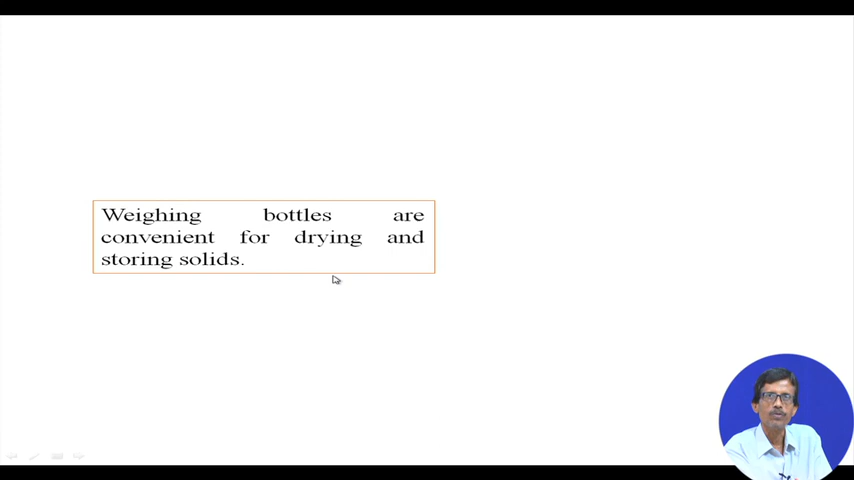 Weighing bottles are
convenient for drying and
storing solids.